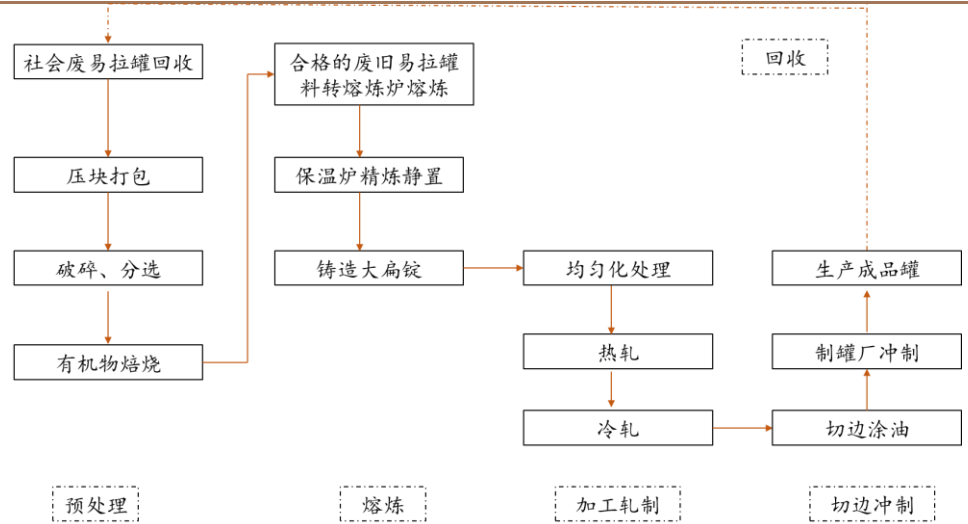 社会废易拉罐回收
压块打包
破碎、分选
有机物焙烧
预处理
合格的废旧易拉罐
料转熔炼炉熔炼
保温炉精炼静置
铸造大扁锭
熔炼
均匀化处理
热轧
冷轧
加工轧制
回收
生产成品罐
制罐厂冲制
切边涂油
切边冲制